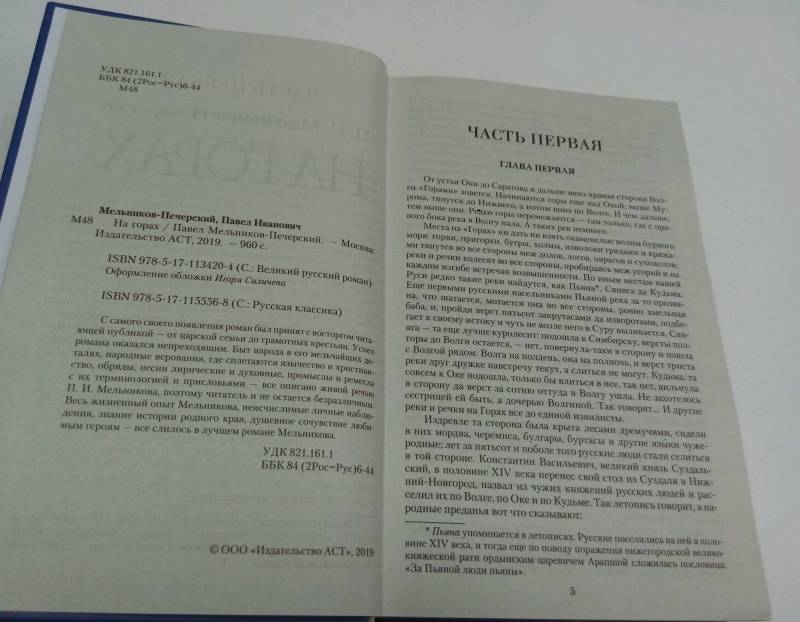 УДК 821.161.1
ББК 84 (2Рос=Рус)6-44
М48
Мельников-Печерский, Павел Иванович
М48 На горах / Павел Мельников-Печерский. — Москва:
Издательство АСТ, 2019. — 960 с.
ISBN 978-5-17-113420-4 (С.: Великий русский роман)
Оформление обложки Игоря Силичева
ISBN 978-5-17-115556-8 (С.: Русская классика)
С самого своего появления роман был принят с восторгом чита-
ющей публикой — от царской семьи до грамотных крестьян. Успех
романа оказался непреходящим. Быт народа в его мельчайших де-
талях, народные верования, где сплетаются язычество и христиан-
ство, обряды, песни лирические и духовные, промыслы и ремесла
с их терминологией и присловьями — все описано живой речью
П. И. Мельникова, поэтому читатель и не остается безразличным.
Весь жизненный опыт Мельникова, неисчислимые личные наблю-
дения, знание истории родного края, душевное сочувствие люби-
мым героям — все слилось в лучшем романе Мельникова.
УДК 821.161.1
ББК 84 (2Рос=Рус)6-44
© ООО «Издательство АСТ», 2019
ЧАСТЬ ПЕРВАЯ
ГЛАВА ПЕРВАЯ
От устья Оки до Саратова и дальше вниз правая сторона Вол-
ги «Горами» зовется. Начинаются горы еще над Окой, выше Му-
рома, тянутся до Нижнего, а потом вниз по Волге. И чем дальше,
тем выше они. Редко горы перемежаются — там только, где с пра-
вого бока река в Волгу пала. А таких рек немного.
Места на «Горах» ни дать ни взять окаменелые волны бурного
моря: горки, пригорки, бугры, холмы, изволоки грядами и кряжа-
ми тянутся во все стороны меж долов, логов, оврагов и суходолов;
реки и речки колесят во все стороны, пробираясь меж угорий и на
каждом изгибе встречая возвышенности. По иным местам нашей
Руси редко такие реки найдутся, как Пьяна*, Свияга да Кудьма.
Еще первыми русскими насельниками Пьяной река за то прозва-
на, что шатается, мотается она во все стороны, ровно хмельная
баба, и, пройдя верст пятьсот закрутасами да изворотами, подбе-
гает к своему истоку и чуть не возле него в Суру выливается. Сви-
яга — та еще лучше куролесит: подошла к Симбирску, версты пол-
торы до Волги остается, — нет, повернула-таки в сторону и пошла
с Волгой рядом: Волга на полдень, она на полночь, и верст триста
реки друг дружке навстречу текут, а слиться не могут. Кудьма, та
совсем к Оке подошла, только бы влиться в нее, так нет, вильнула
в сторону да верст за сотню оттуда в Волгу ушла. Не захотелось
сестрицей ей быть, а дочерью Волгиной. Так говорят... И другие
реки и речки на Горах все до единой извилисты.
Издревле та сторона была крыта лесами дремучими, сидели
в них мордва, черемиса, булгары, буртасы и другие языки чуже-
родные; лет за пятьсот и поболе того русские люди стали селиться
в той стороне. Константин Васильевич, великий князь Суздаль-
ский, в половине XIV века перенес свой стол из Суздаля в Ниж-
ний-Новгород, назвал из чужих княжений русских людей и рас-
селил их по Волге, по Оке и по Кудьме. Так летопись говорит, а на-
родные преданья вот что сказывают:
* Пьяна упоминается в летописях. Русские поселились на ней в поло-
вине XIV века, и тогда еще по поводу поражения нижегородской велико-
княжеской рати ордынским царевичем Арапшой сложилась пословица:
«За Пьяной люди пьяны».
5